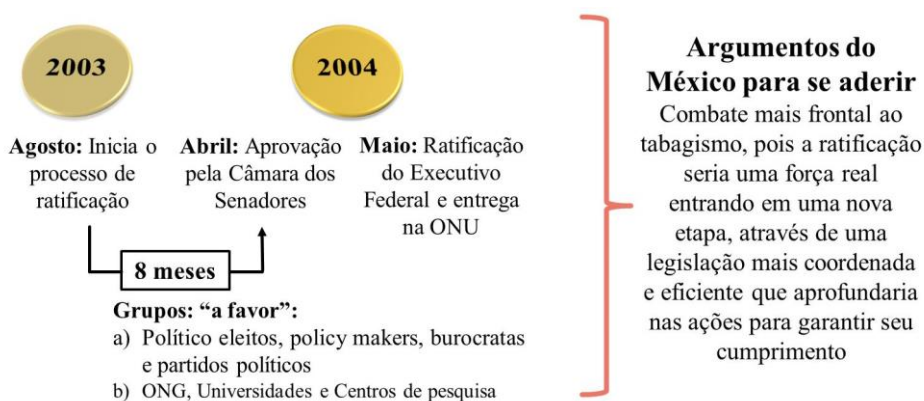 2003
2004
Agosto: Inicia o
processo de
ratificação
Abril: Aprovação
pela Câmara dos
Senadores
Maio: Ratificação
do Executivo
Federal e entrega
na ONU
8 meses
Grupos: “a favor”:
a) Político eleitos, policy makers, burocratas
e partidos políticos
b) ONG, Universidades e Centros de pesquisa
Argumentos do
México para se aderir
Combate mais frontal ao
tabagismo, pois a ratificação
seria uma força real
entrando em uma nova
etapa, através de uma
legislação mais coordenada
e eficiente que aprofundaria
nas ações para garantir seu
cumprimento